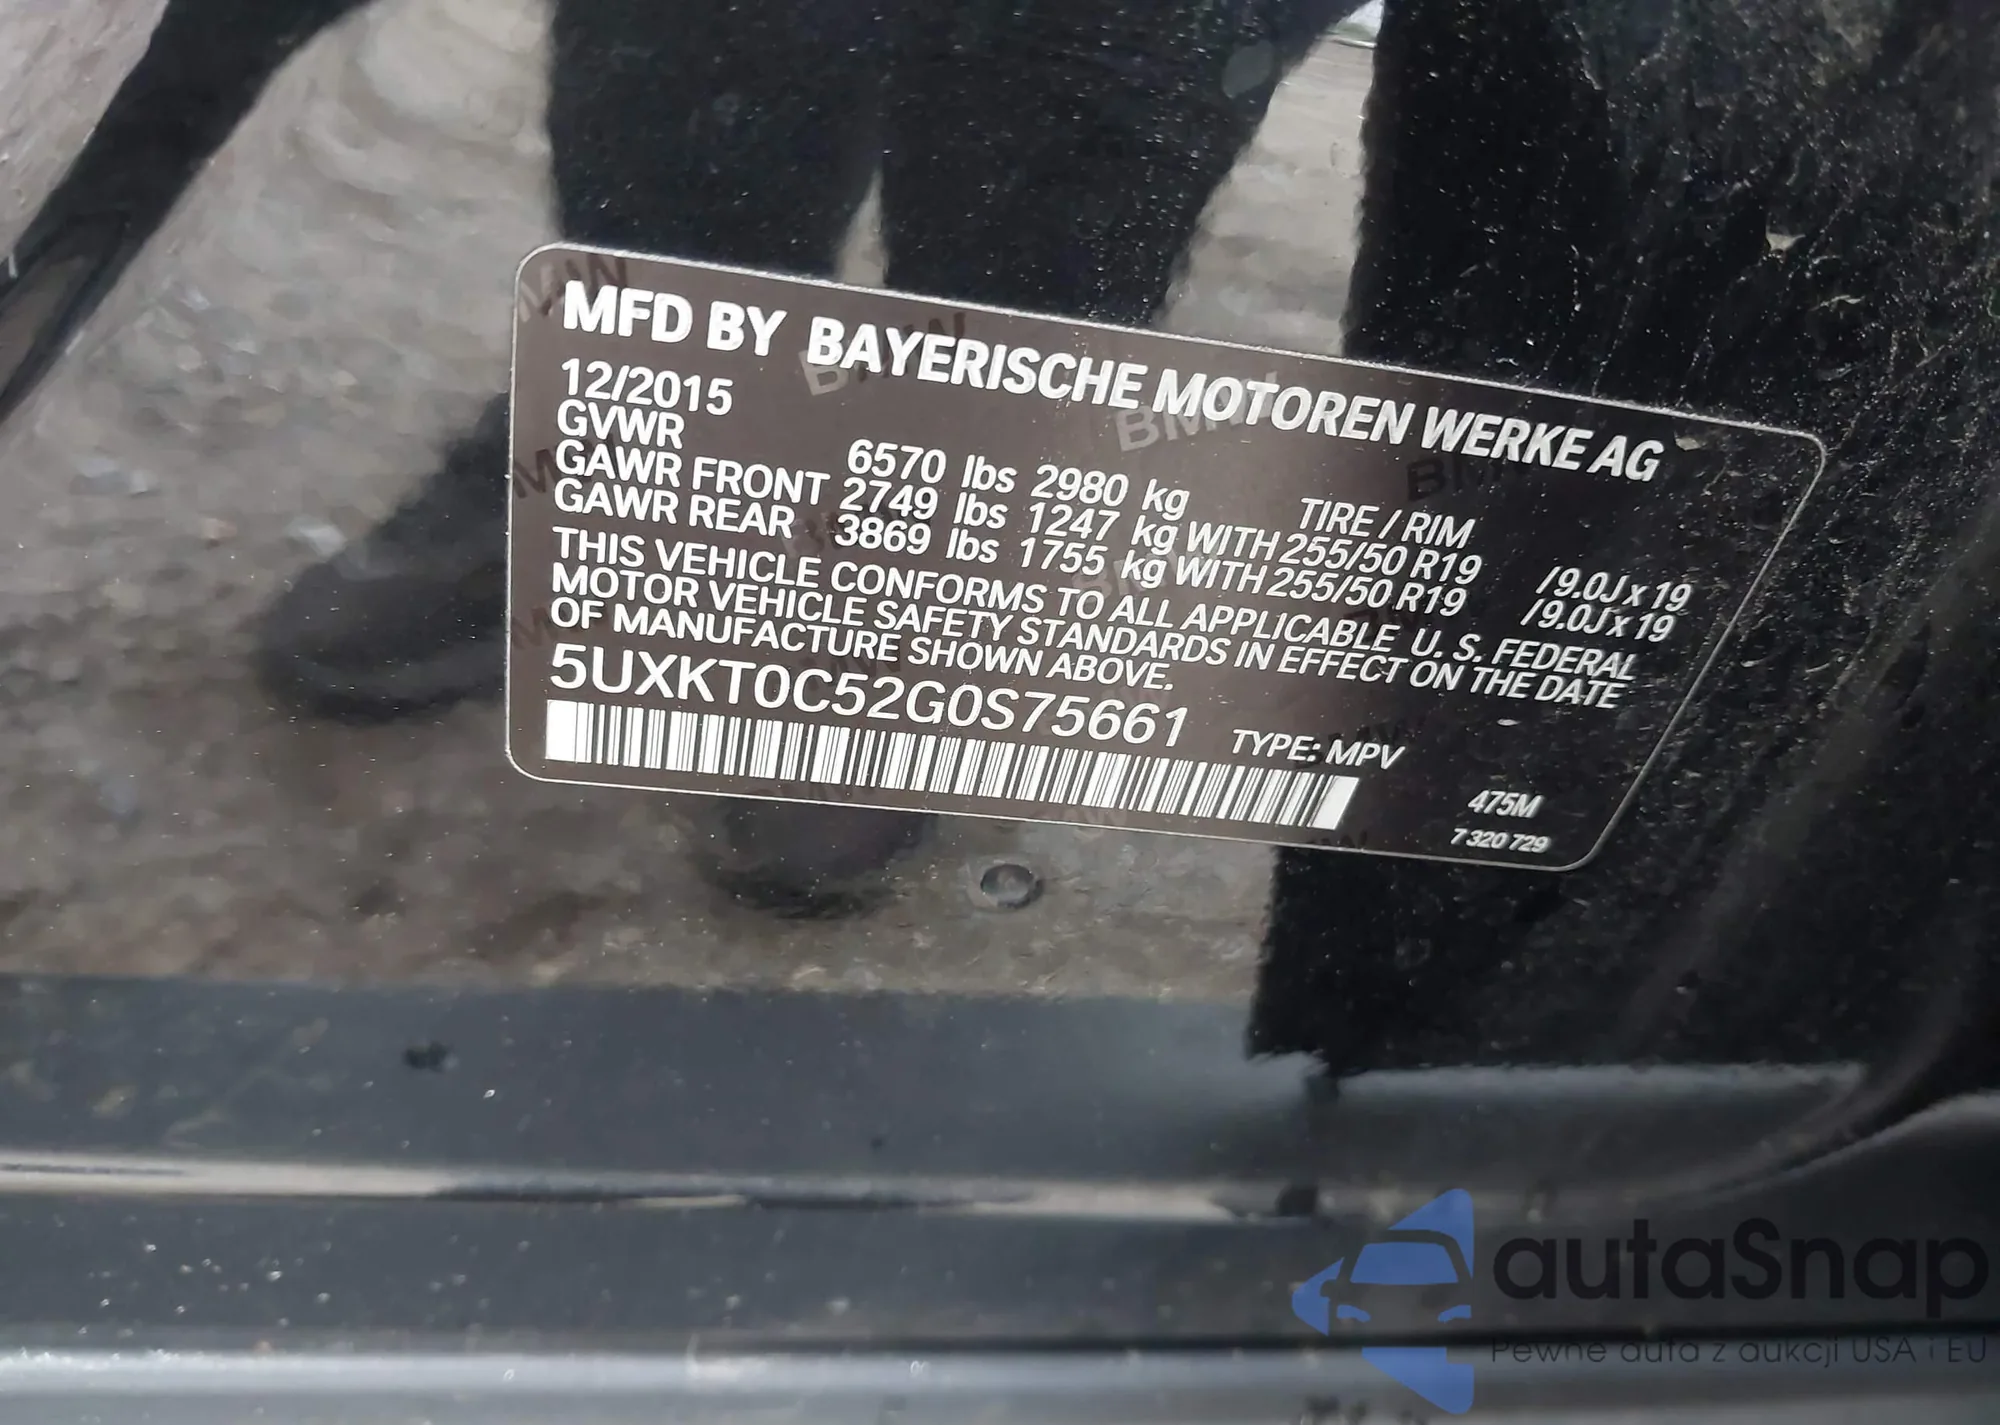 MFD BY BAYERISCHE MOTOREN WERKE AG
12/2015
GVWR 6570 lbs 2980 kg TIRE / RIM
GAWR FRONT 2749 lbs 1247 kg WITH 255/50 R19 /9.0J x 19
GAWR REAR 3869 lbs 1755 kg WITH 255/50 R19 /9.0J x 19
THIS VEHICLE CONFORMS TO ALL APPLICABLE U. S. FEDERAL
MOTOR VEHICLE SAFETY STANDARDS IN EFFECT ON THE DATE
OF MANUFACTURE SHOWN ABOVE.
5UXKT0C52G0S75661 TYPE: MPV
475M
7 320 729
autaSnap
Pewne auta z aukcji USA i EU